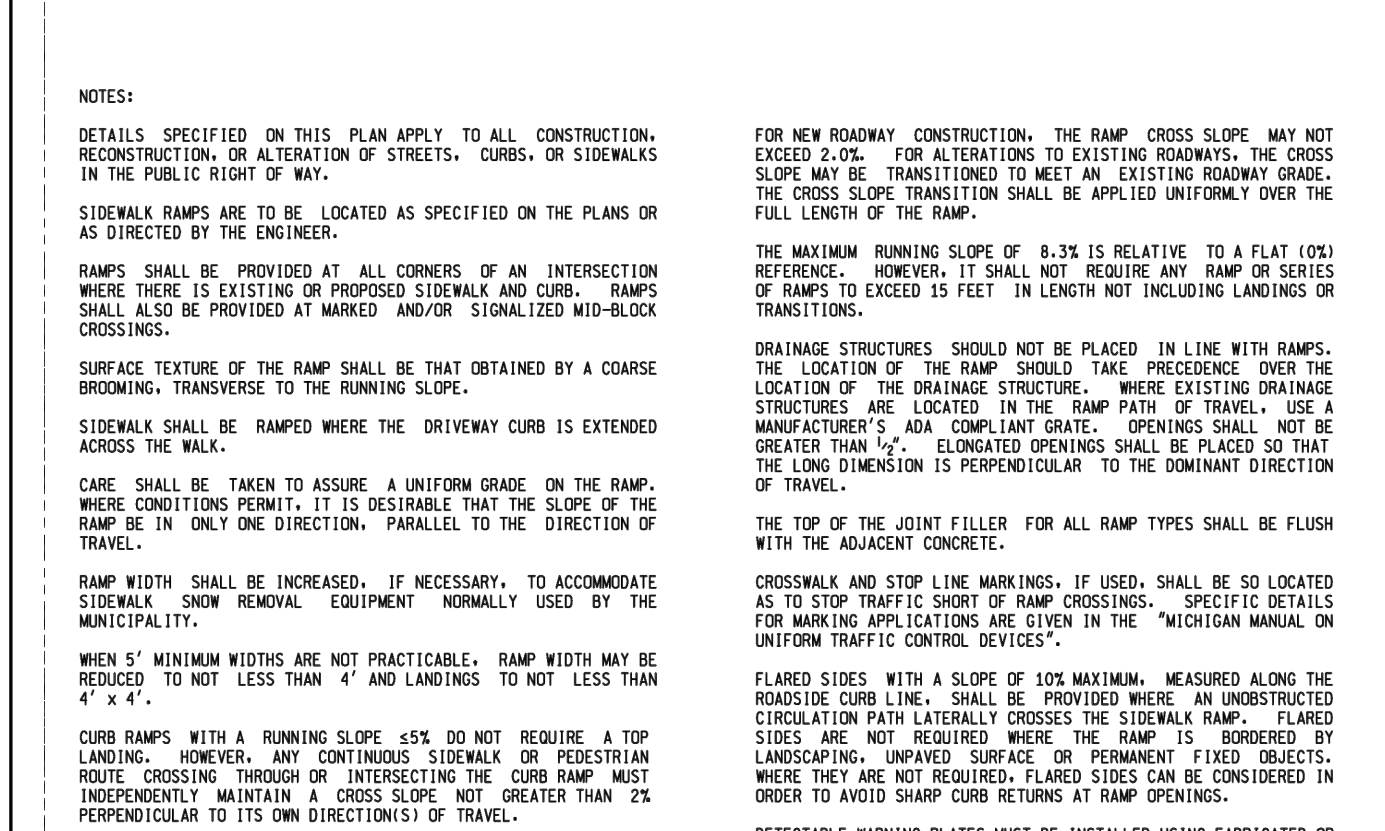 NOTES:
DETAILS SPECIFIED ON THIS PLAN APPLY TO ALL CONSTRUCTION,
RECONSTRUCTION, OR ALTERATION OF STREETS, CURBS, OR SIDEWALKS
IN THE PUBLIC RIGHT OF WAY.
SIDEWALK RAMPS ARE TO BE LOCATED AS SPECIFIED ON THE PLANS OR
AS DIRECTED BY THE ENGINEER.
RAMPS SHALL BE PROVIDED AT ALL CORNERS OF AN INTERSECTION
WHERE THERE IS EXISTING OR PROPOSED SIDEWALK AND CURB. RAMPS
SHALL ALSO BE PROVIDED AT MARKED AND/OR SIGNALIZED MID-BLOCK
CROSSINGS.
SURFACE TEXTURE OF THE RAMP SHALL BE THAT OBTAINED BY A COARSE
BROOMING, TRANSVERSE TO THE RUNNING SLOPE.
SIDEWALK SHALL BE RAMPED WHERE THE DRIVEWAY CURB IS EXTENDED
ACROSS THE WALK.
CARE SHALL BE TAKEN TO ASSURE A UNIFORM GRADE ON THE RAMP.
WHERE CONDITIONS PERMIT, IT IS DESIRABLE THAT THE SLOPE OF THE
RAMP BE IN ONLY ONE DIRECTION, PARALLEL TO THE DIRECTION OF
TRAVEL.
RAMP WIDTH SHALL BE INCREASED, IF NECESSARY, TO ACCOMMODATE
SIDEWALK SNOW REMOVAL EQUIPMENT NORMALLY USED BY THE
MUNICIPALITY.
WHEN 5' MINIMUM WIDTHS ARE NOT PRACTICABLE, RAMP WIDTH MAY BE
REDUCED TO NOT LESS THAN 4' AND LANDINGS TO NOT LESS THAN
4' x 4'.
CURB RAMPS WITH A RUNNING SLOPE ≤5% DO NOT REQUIRE A TOP
LANDING. HOWEVER, ANY CONTINUOUS SIDEWALK OR PEDESTRIAN
ROUTE CROSSING THROUGH OR INTERSECTING THE CURB RAMP MUST
INDEPENDENTLY MAINTAIN A CROSS SLOPE NOT GREATER THAN 2%
PERPENDICULAR TO ITS OWN DIRECTION(S) OF TRAVEL.
FOR NEW ROADWAY CONSTRUCTION, THE RAMP CROSS SLOPE MAY NOT
EXCEED 2.0%. FOR ALTERATIONS TO EXISTING ROADWAYS, THE CROSS
SLOPE MAY BE TRANSITIONED TO MEET AN EXISTING ROADWAY GRADE.
THE CROSS SLOPE TRANSITION SHALL BE APPLIED UNIFORMLY OVER THE
FULL LENGTH OF THE RAMP.
THE MAXIMUM RUNNING SLOPE OF 8.3% IS RELATIVE TO A FLAT (0%)
REFERENCE. HOWEVER, IT SHALL NOT REQUIRE ANY RAMP OR SERIES
OF RAMPS TO EXCEED 15 FEET IN LENGTH NOT INCLUDING LANDINGS OR
TRANSITIONS.
DRAINAGE STRUCTURES SHOULD NOT BE PLACED IN LINE WITH RAMPS.
THE LOCATION OF THE RAMP SHOULD TAKE PRECEDENCE OVER THE
LOCATION OF THE DRAINAGE STRUCTURE. WHERE EXISTING DRAINAGE
STRUCTURES ARE LOCATED IN THE RAMP PATH OF TRAVEL, USE A
MANUFACTURER'S ADA COMPLIANT GRATE. OPENINGS SHALL NOT BE
GREATER THAN 1/2". ELONGATED OPENINGS SHALL BE PLACED SO THAT
THE LONG DIMENSION IS PERPENDICULAR TO THE DOMINANT DIRECTION
OF TRAVEL.
THE TOP OF THE JOINT FILLER FOR ALL RAMP TYPES SHALL BE FLUSH
WITH THE ADJACENT CONCRETE.
CROSSWALK AND STOP LINE MARKINGS, IF USED, SHALL BE SO LOCATED
AS TO STOP TRAFFIC SHORT OF RAMP CROSSINGS. SPECIFIC DETAILS
FOR MARKING APPLICATIONS ARE GIVEN IN THE "MICHIGAN MANUAL ON
UNIFORM TRAFFIC CONTROL DEVICES".
FLARED SIDES WITH A SLOPE OF 10% MAXIMUM, MEASURED ALONG THE
ROADSIDE CURB LINE, SHALL BE PROVIDED WHERE AN UNOBSTRUCTED
CIRCULATION PATH LATERALLY CROSSES THE SIDEWALK RAMP. FLARED
SIDES ARE NOT REQUIRED WHERE THE RAMP IS BORDERED BY
LANDSCAPING, UNPAVED SURFACE OR PERMANENT FIXED OBJECTS.
WHERE THEY ARE NOT REQUIRED, FLARED SIDES CAN BE CONSIDERED IN
ORDER TO AVOID SHARP CURB RETURNS AT RAMP OPENINGS.